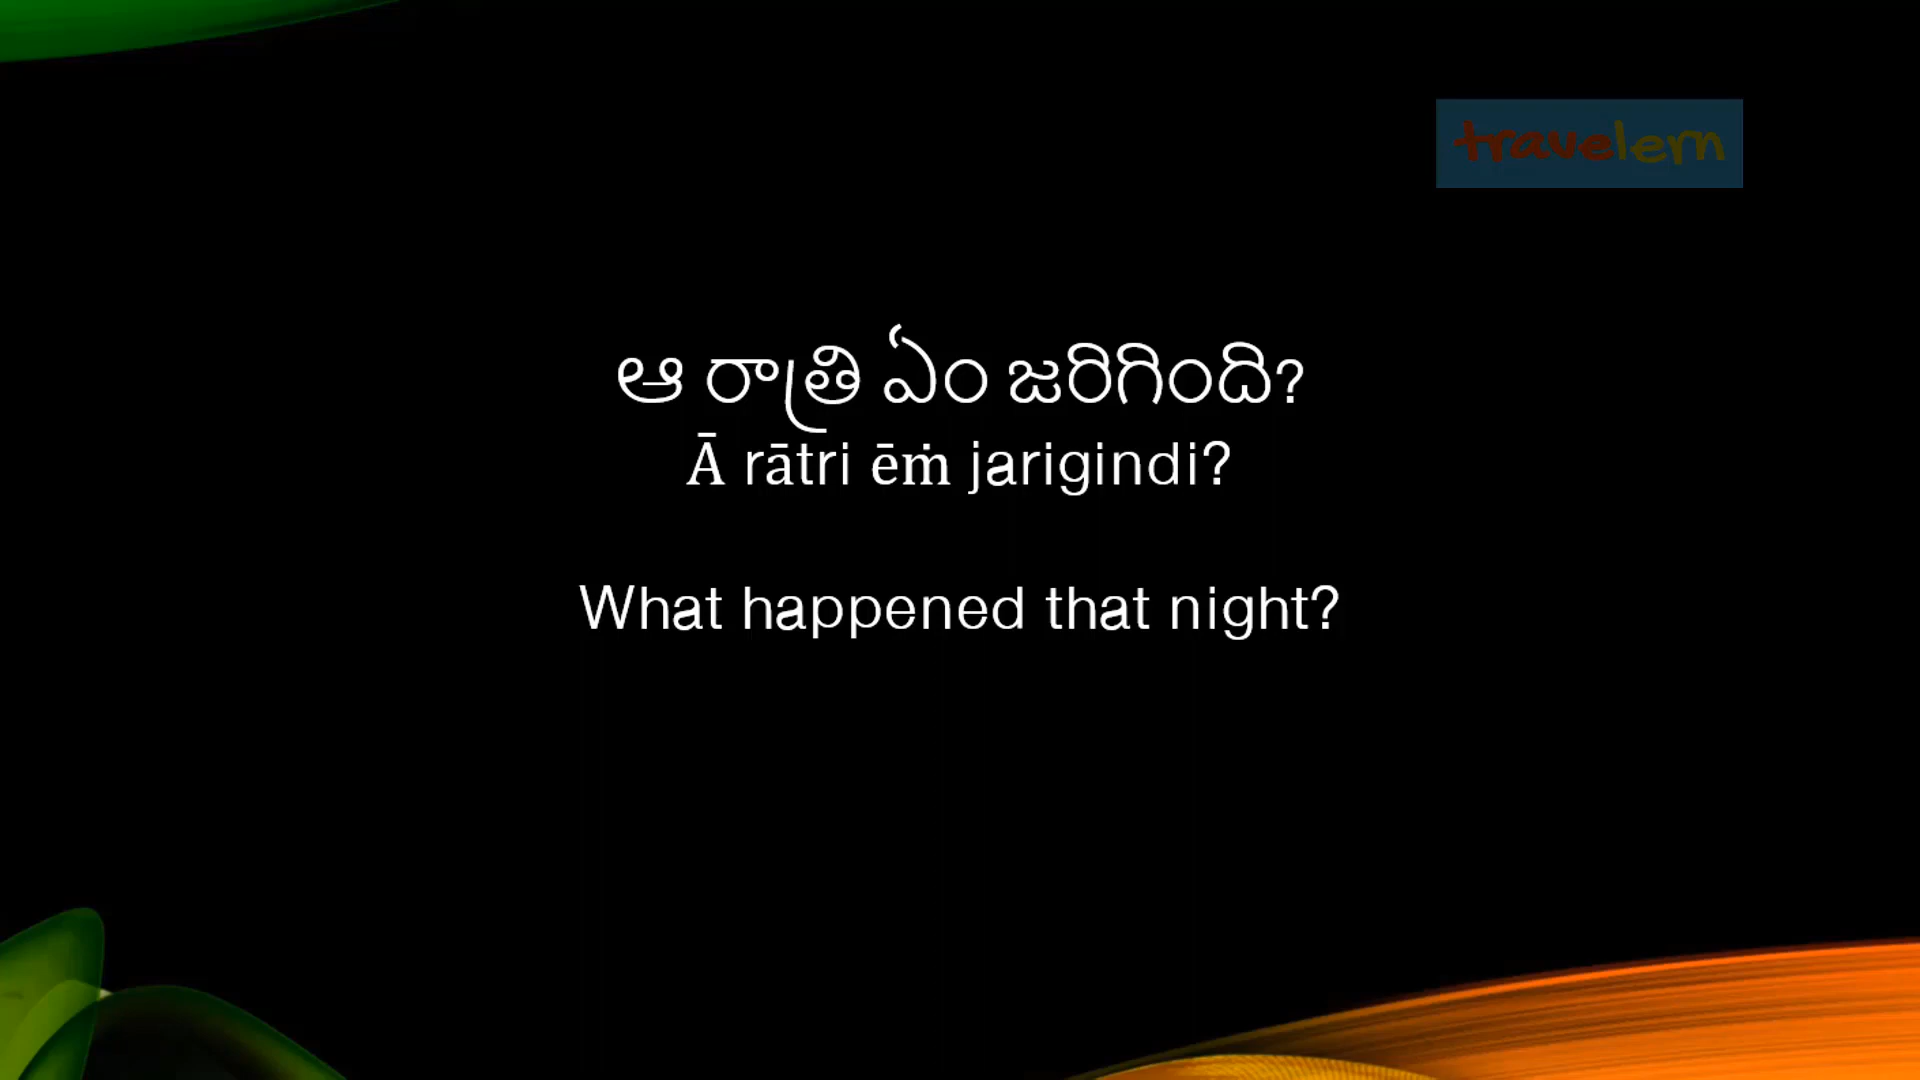 travelern
ఆ రాత్రి ఏం జరిగింది?
Ā rātri ēṁ jarigindi?
What happened that night?